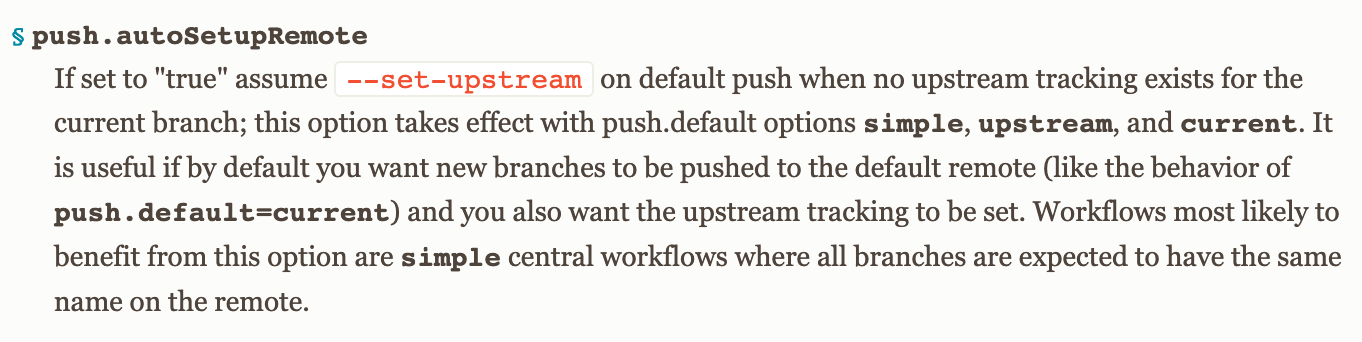 § push.autoSetupRemote
If set to "true" assume --set-upstream on default push when no upstream tracking exists for the
current branch; this option takes effect with push.default options simple, upstream, and current. It
is useful if by default you want new branches to be pushed to the default remote (like the behavior of
push.default=current) and you also want the upstream tracking to be set. Workflows most likely to
benefit from this option are simple central workflows where all branches are expected to have the same
name on the remote.